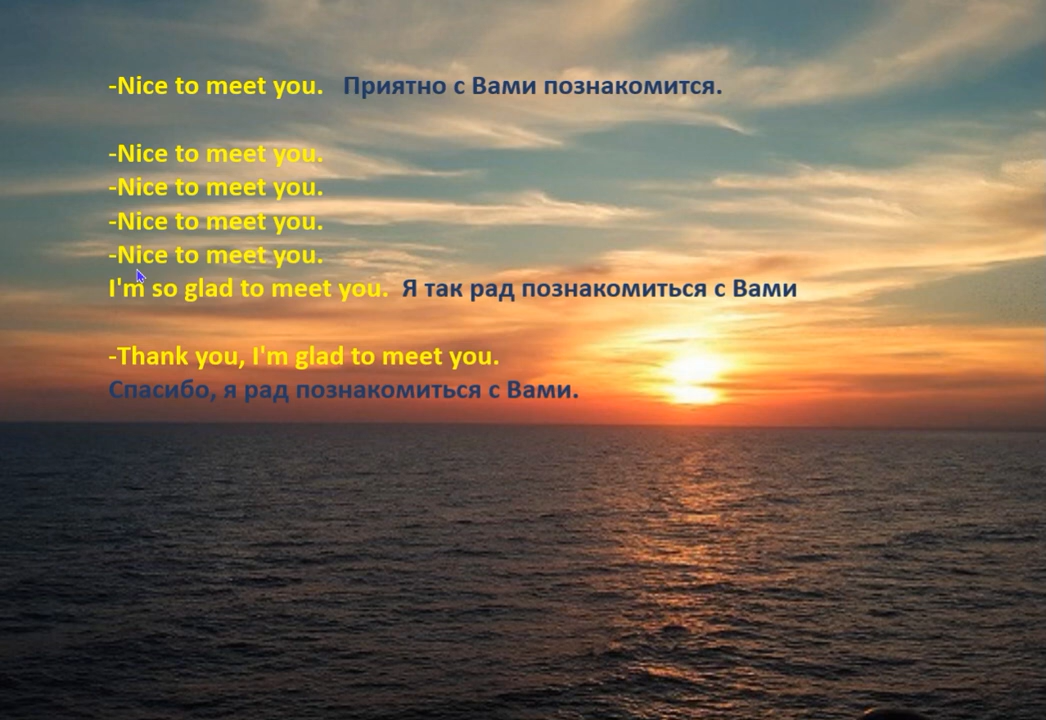 -Nice to meet you.   Приятно с Вами познакомится.
-Nice to meet you.
-Nice to meet you.
-Nice to meet you.
-Nice to meet you.
I'm so glad to meet you.  Я так рад познакомиться с Вами
-Thank you, I'm glad to meet you.
Спасибо, я рад познакомиться с Вами.